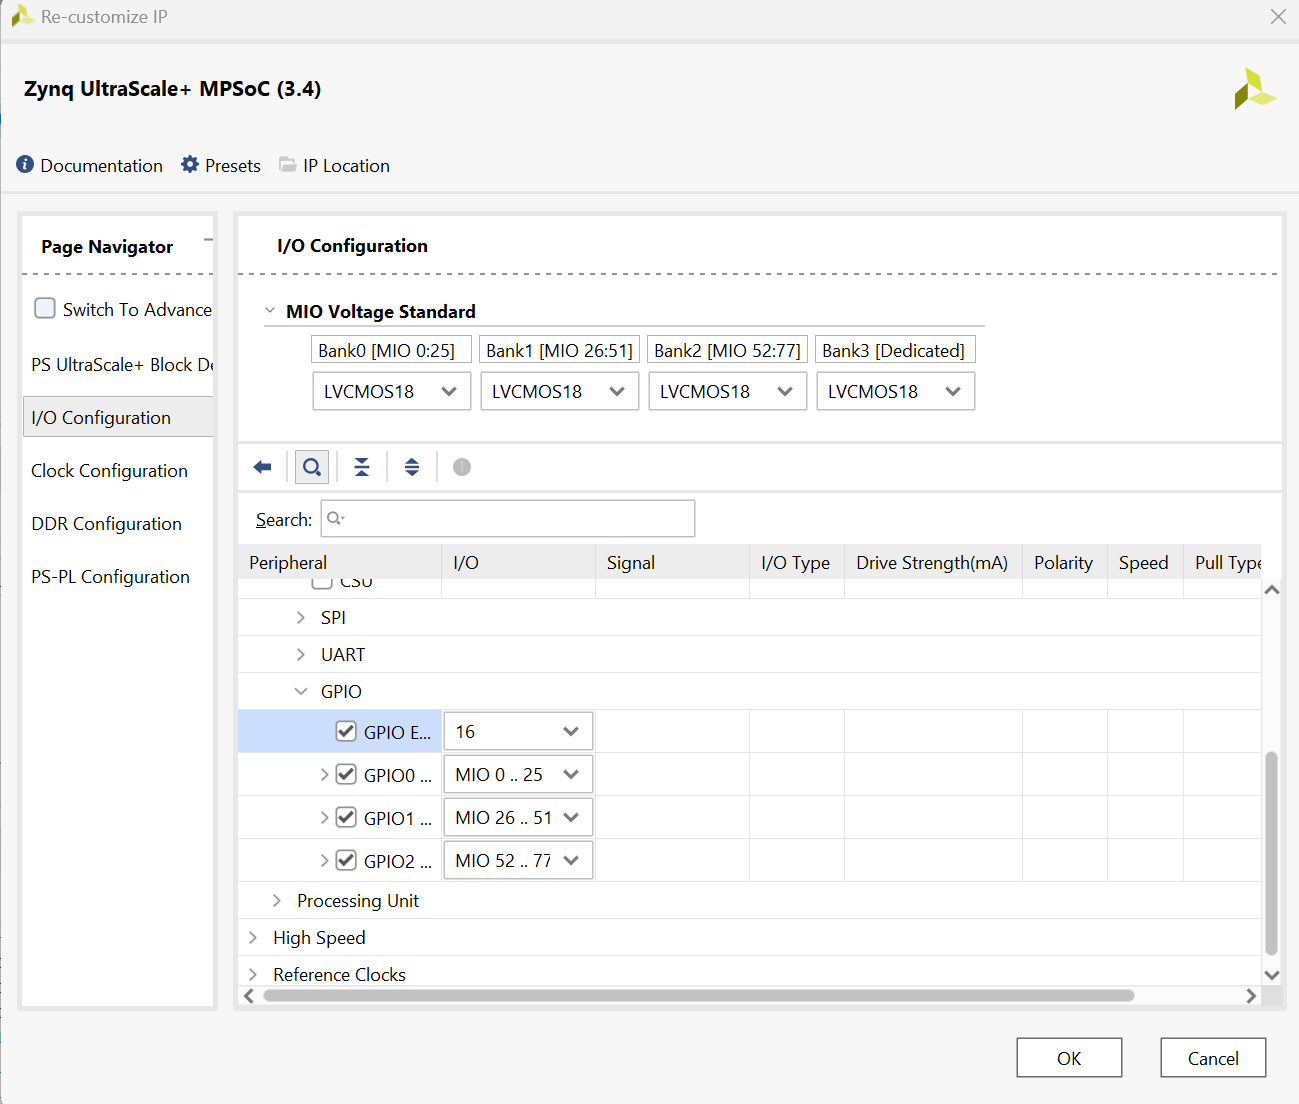 Re-customize IP
Zynq UltraScale+ MPSoC (3.4)
Documentation Presets IP Location
Page Navigator
Switch To Advance
PS UltraScale+ Block De
I/O Configuration
Clock Configuration
DDR Configuration
PS-PL Configuration
I/O Configuration
MIO Voltage Standard
Bank0 [MIO 0:25] Bank1 [MIO 26:51] Bank2 [MIO 52:77] Bank3 [Dedicated]
LVCMOS18 LVCMOS18 LVCMOS18 LVCMOS18
Search:
Peripheral I/O Signal I/O Type Drive Strength(mA) Polarity Speed Pull Type
CSU
SPI
UART
GPIO
GPIO E... 16
GPIO0 ... MIO 0 .. 25
GPIO1 ... MIO 26 .. 51
GPIO2 ... MIO 52 .. 77
Processing Unit
High Speed
Reference Clocks
OK Cancel